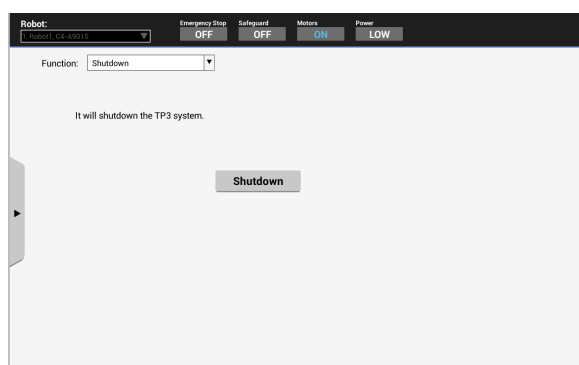 Robot:
1, Robot1, C4-A901S
Emergency Stop
OFF
Safeguard
OFF
Motors
ON
Power
LOW
Function: Shutdown
It will shutdown the TP3 system.
Shutdown